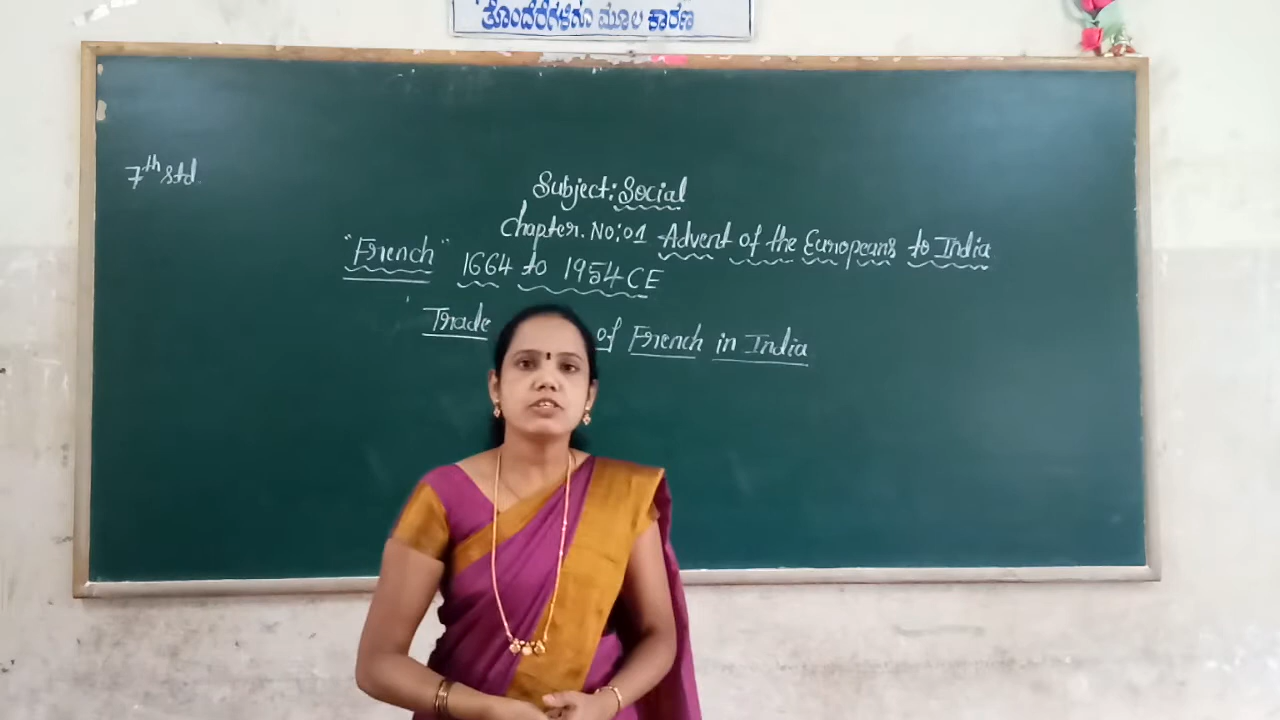 ತೊಂದರೆಗಳಿಗೂ ಮೂಲ ಕಾರಣ
7th std.
Subject: Social
Chapter. No: 01 Advent of the Europeans to India
"French" 1664 to 1954 CE
Trade of French in India